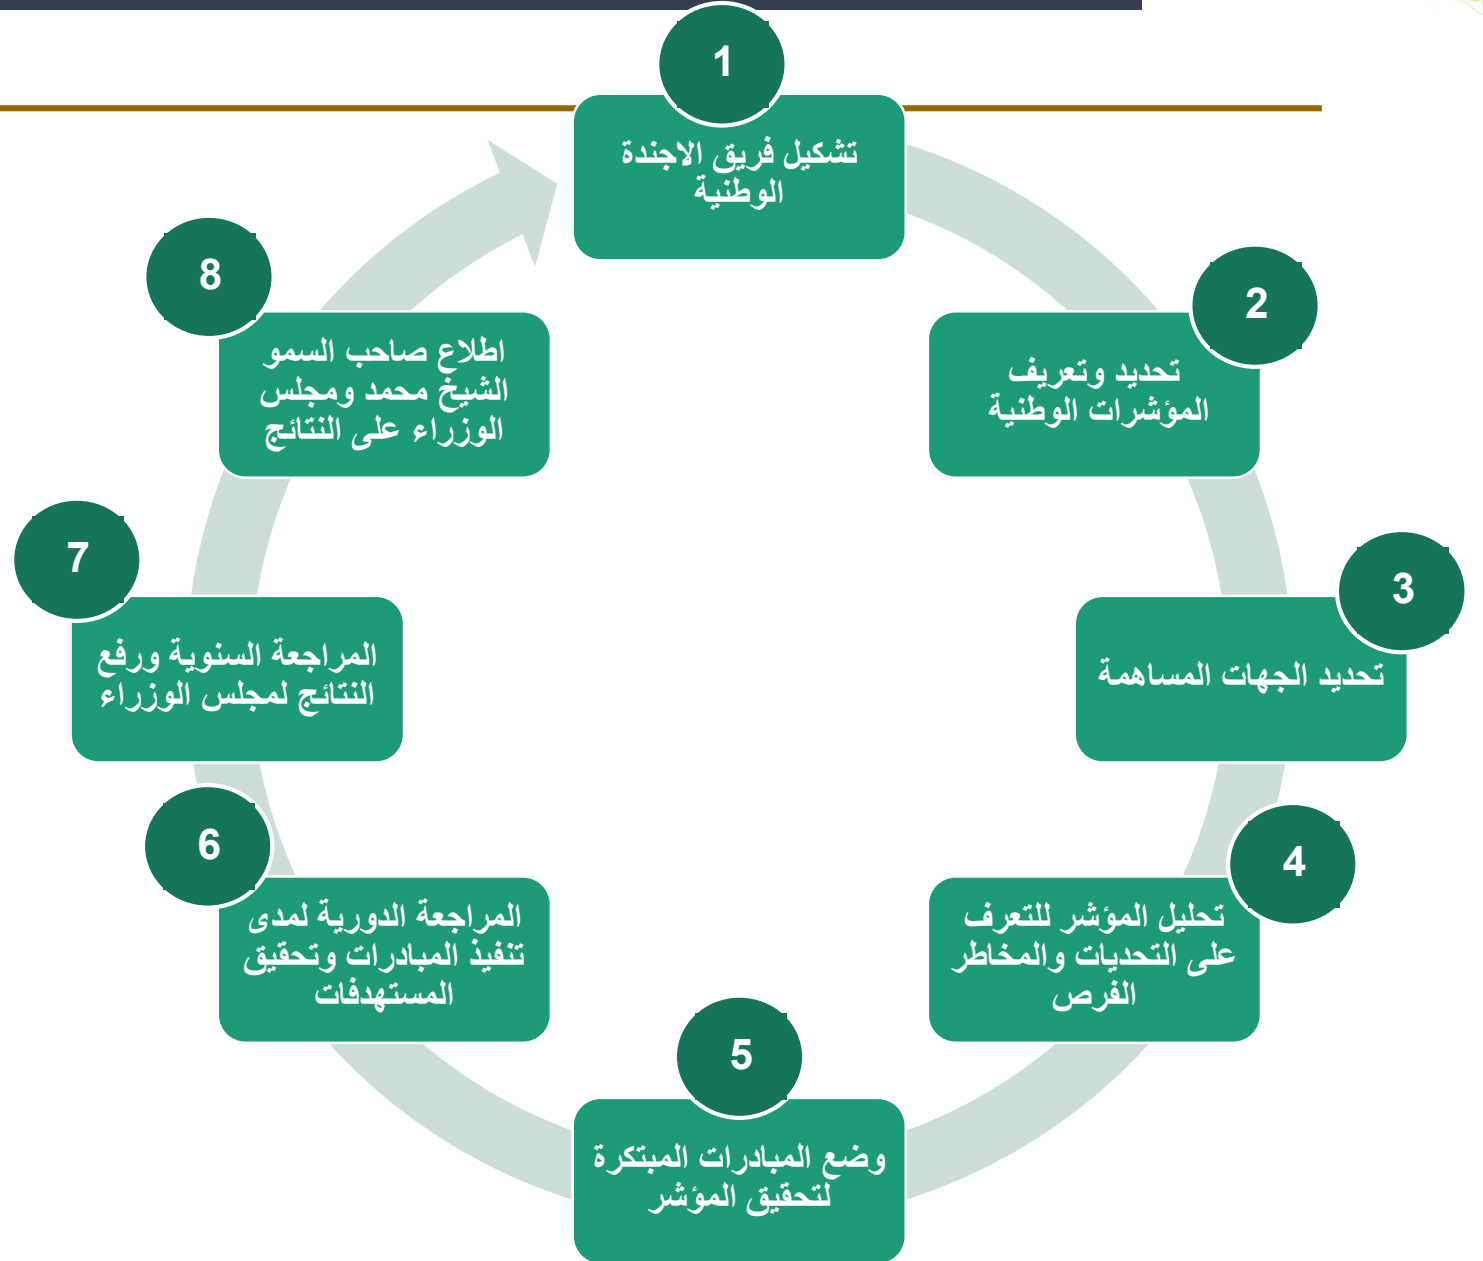 1
تشكيل فريق الاجندة
الوطنية
2
تحديد وتعريف
المؤشرات الوطنية
3
تحديد الجهات المساهمة
4
تحليل المؤشر للتعرف
على التحديات والمخاطر
الفرص
5
وضع المبادرات المبتكرة
لتحقيق المؤشر
6
المراجعة الدورية لمدى
تنفيذ المبادرات وتحقيق
المستهدفات
7
المراجعة السنوية ورفع
النتائج لمجلس الوزراء
8
اطلاع صاحب السمو
الشيخ محمد ومجلس
الوزراء على النتائج